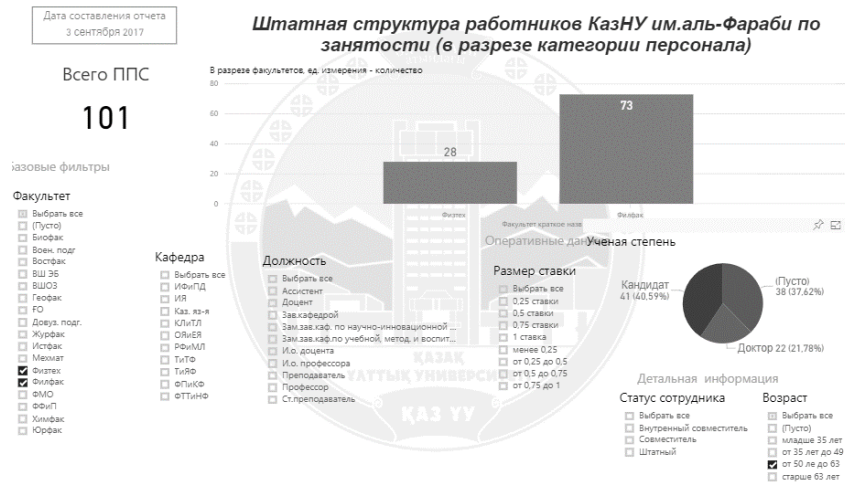 Дата составления отчета
3 сентября 2017
Штатная структура работников КазНУ им.аль-Фараби по
занятости (в разрезе категории персонала)
Всего ППС
101
В разрезе факультетов, ед. измерения - количество
80
60
40
20
0
28
73
Физтех
Филфак
Факультет краткое назв
базовые фильтры
Факультет
Выбрать все
(Пусто)
Биофак
Воен. подг
Востфак
ВШ ЭБ
ВШОЗ
Геофак
ҒО
Довуз. подг.
Журфак
Истфак
Мехмат
Физтех
Филфак
ФМО
ФФиП
Химфак
Юрфак
Кафедра
Выбрать все
ИФиПД
ИЯ
Каз. яз-я
КЛиТЛ
ОЯиЕЯ
РФиМЛ
ТиТФ
ТиЯФ
ФПиКФ
ФТТиНФ
Должность
Выбрать все
Ассистент
Доцент
Зав.кафедрой
Зам.зав.каф. по научно-инновационной ...
Зам.зав.каф.по учебной, метод. и воспит...
И.о. доцента
И.о. профессора
Преподаватель
Профессор
Ст.преподаватель
ҚАЗАҚ
ҰЛТТЫҚ УНИВЕРСИ
ҚАЗ ҰУ
Оперативные данн
Размер ставки
Выбрать все
0,25 ставки
0,5 ставки
0,75 ставки
1 ставка
менее 0,25
от 0,25 до 0,5
от 0,5 до 0,75
от 0,75 до 1
Ученая степень
Кандидат
41 (40,59%)
(Пусто)
38 (37,62%)
Доктор 22 (21,78%)
Детальная информация
Статус сотрудника
Выбрать все
Внутренный совместитель
Совместитель
Штатный
Возраст
Выбрать все
(Пусто)
младше 35 лет
от 35 лет до 49
от 50 ле до 63
старше 63 лет